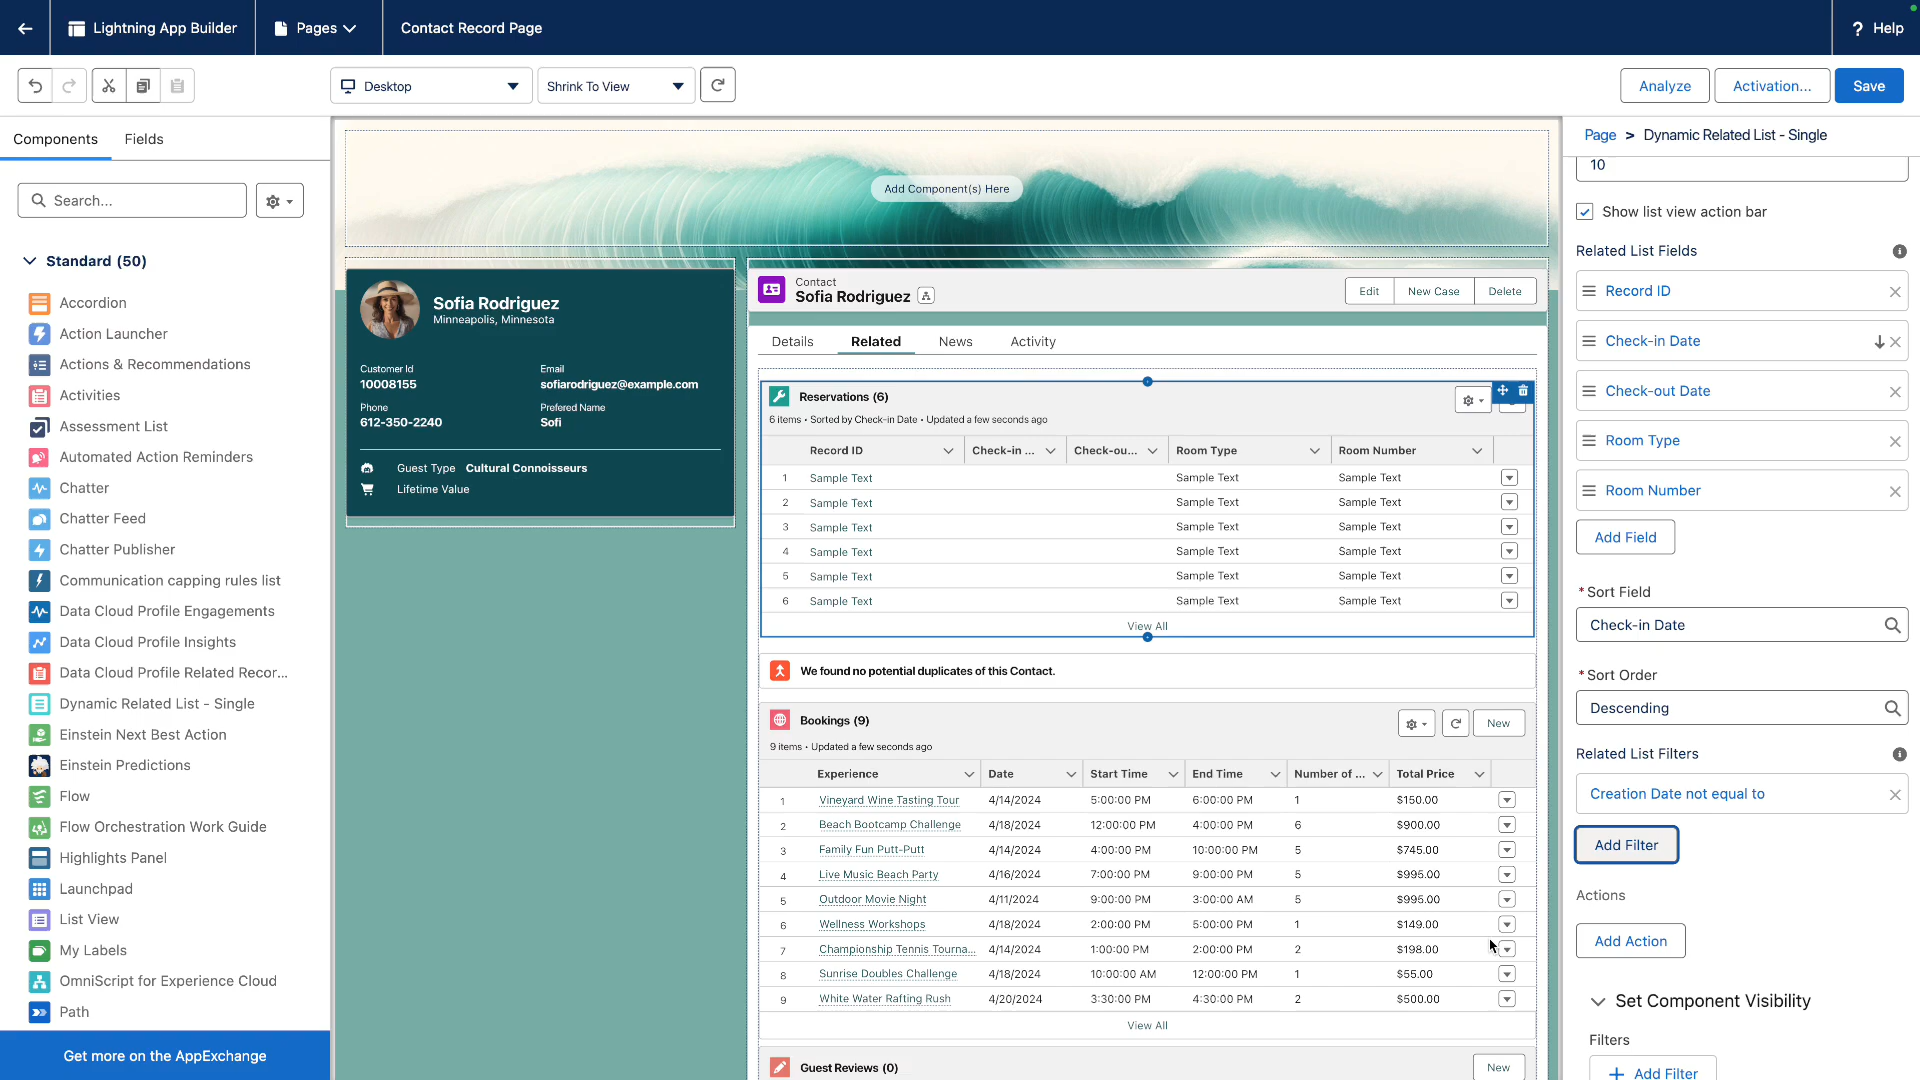 Lightning App Builder
Pages
Contact Record Page
? Help
Desktop
Shrink To View
Analyze
Activation...
Save
Components
Fields
Search...
Standard (50)
Accordion
Action Launcher
Actions & Recommendations
Activities
Assessment List
Automated Action Reminders
Chatter
Chatter Feed
Chatter Publisher
Communication capping rules list
Data Cloud Profile Engagements
Data Cloud Profile Insights
Data Cloud Profile Related Recor...
Dynamic Related List - Single
Einstein Next Best Action
Einstein Predictions
Flow
Flow Orchestration Work Guide
Highlights Panel
Launchpad
List View
My Labels
OmniScript for Experience Cloud
Path
Get more on the AppExchange
Add Component(s) Here
Sofia Rodriguez
Minneapolis, Minnesota
Customer Id
10008155
Email
sofiarodriguez@example.com
Phone
612-350-2240
Prefered Name
Sofi
Guest Type Cultural Connoisseurs
Lifetime Value
Contact
Sofia Rodriguez
Edit
New Case
Delete
Details
Related
News
Activity
Reservations (6)
6 items • Sorted by Check-in Date • Updated a few seconds ago
Record ID Check-in ... Check-ou... Room Type Room Number
1 Sample Text Sample Text Sample Text
2 Sample Text Sample Text Sample Text
3 Sample Text Sample Text Sample Text
4 Sample Text Sample Text Sample Text
5 Sample Text Sample Text Sample Text
6 Sample Text Sample Text Sample Text
View All
We found no potential duplicates of this Contact.
Bookings (9)
New
9 items • Updated a few seconds ago
Experience Date Start Time End Time Number of ... Total Price
1 Vineyard Wine Tasting Tour 4/14/2024 5:00:00 PM 6:00:00 PM 1 $150.00
2 Beach Bootcamp Challenge 4/18/2024 12:00:00 PM 4:00:00 PM 6 $900.00
3 Family Fun Putt-Putt 4/14/2024 4:00:00 PM 10:00:00 PM 5 $745.00
4 Live Music Beach Party 4/16/2024 7:00:00 PM 9:00:00 PM 5 $995.00
5 Outdoor Movie Night 4/11/2024 9:00:00 PM 3:00:00 AM 5 $995.00
6 Wellness Workshops 4/18/2024 2:00:00 PM 5:00:00 PM 1 $149.00
7 Championship Tennis Tourna... 4/14/2024 1:00:00 PM 2:00:00 PM 2 $198.00
8 Sunrise Doubles Challenge 4/18/2024 10:00:00 AM 12:00:00 PM 1 $55.00
9 White Water Rafting Rush 4/20/2024 3:30:00 PM 4:30:00 PM 2 $500.00
View All
Guest Reviews (0)
New
Page > Dynamic Related List - Single
10
Show list view action bar
Related List Fields
Record ID
Check-in Date
Check-out Date
Room Type
Room Number
Add Field
*Sort Field
Check-in Date
*Sort Order
Descending
Related List Filters
Creation Date not equal to
Add Filter
Actions
Add Action
Set Component Visibility
Filters
+ Add Filter